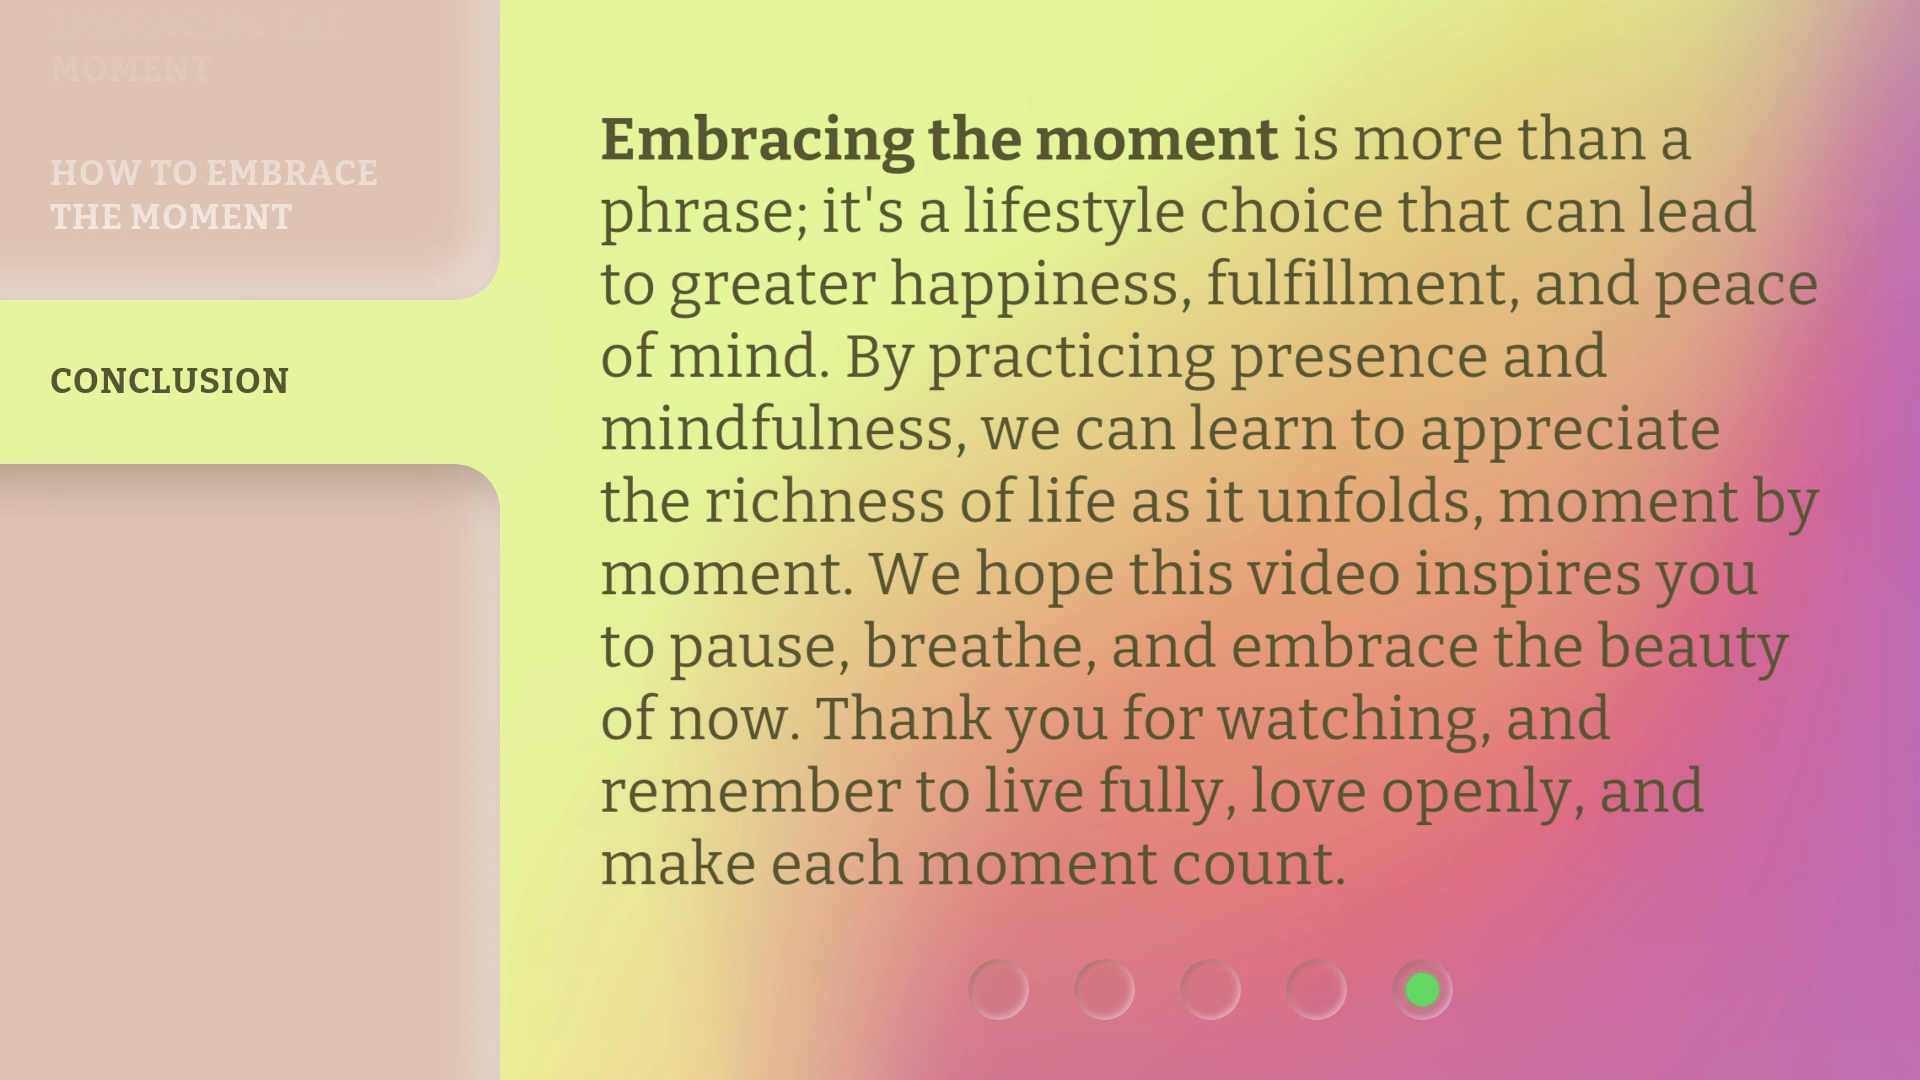 MOMENT
HOW TO EMBRACE
THE MOMENT
CONCLUSION
Embracing the moment is more than a
phrase; it's a lifestyle choice that can lead
to greater happiness, fulfillment, and peace
of mind. By practicing presence and
mindfulness, we can learn to appreciate
the richness of life as it unfolds, moment by
moment. We hope this video inspires you
to pause, breathe, and embrace the beauty
of now. Thank you for watching, and
remember to live fully, love openly, and
make each moment count.